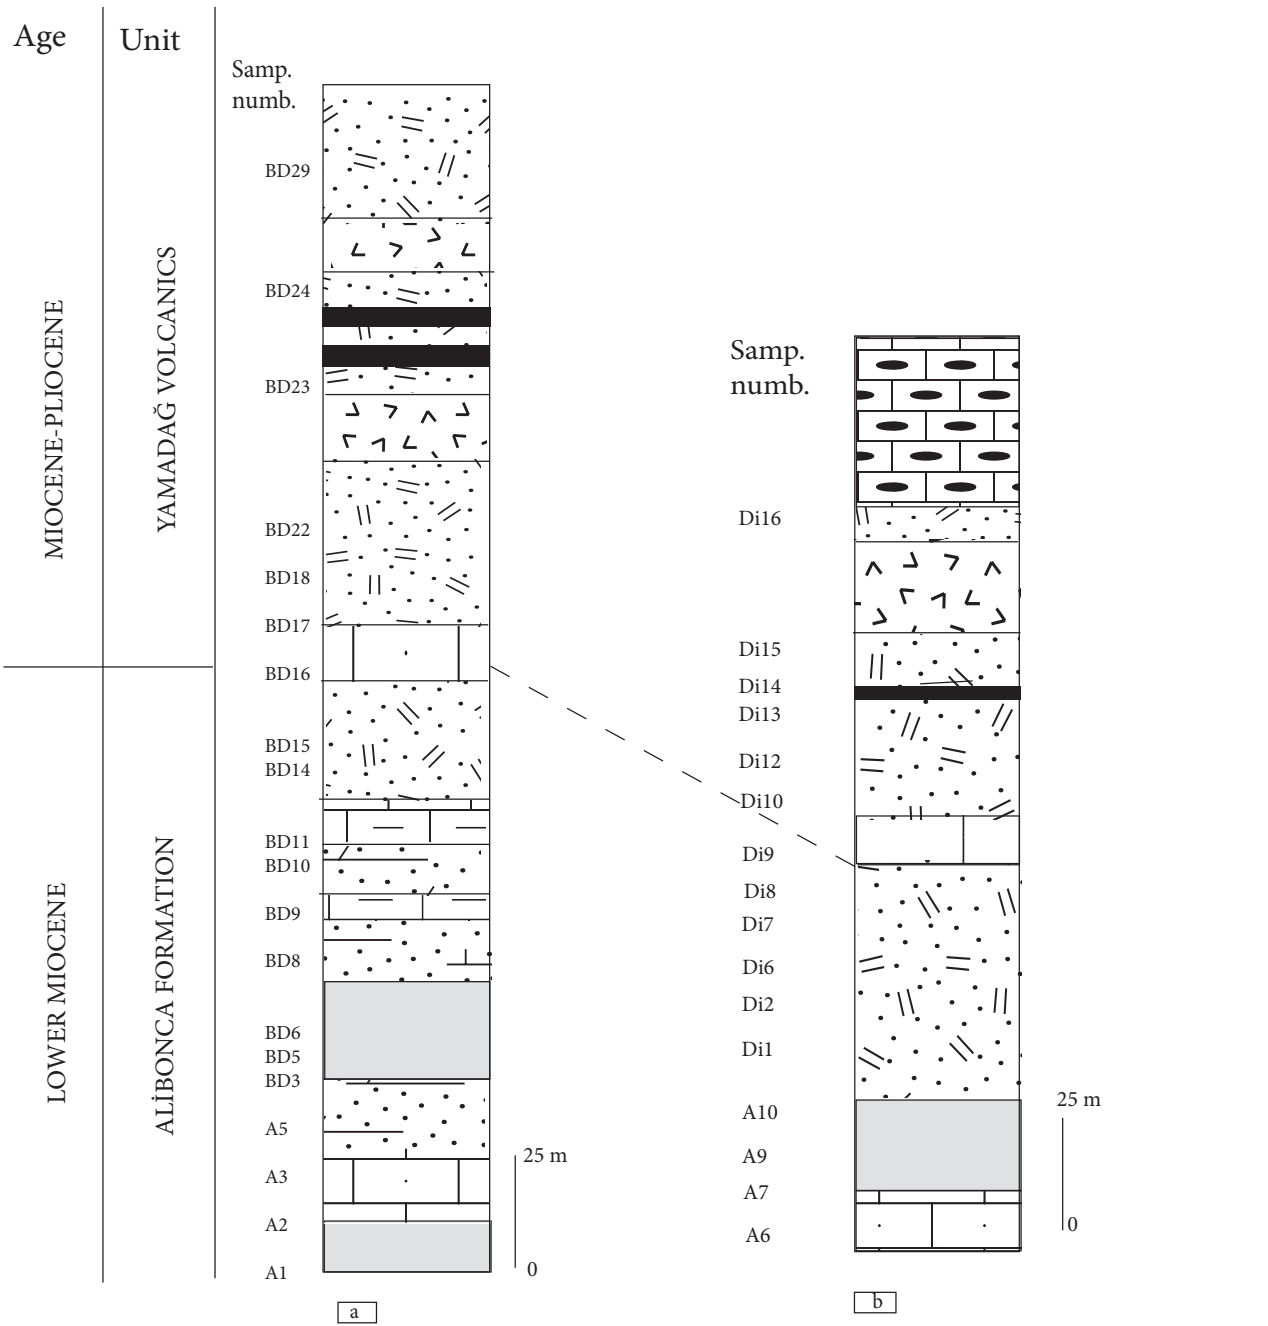 Age
Unit
MIOCENE-PLIOCENE
YAMADAĞ VOLCANICS
LOWER MIOCENE
ALİBONCA FORMATION
Samp.
numb.
BD29
BD24
BD23
BD22
BD18
BD17
BD16
BD15
BD14
BD11
BD10
BD9
BD8
BD6
BD5
BD3
A5
A3
A2
A1
25 m
0
a
Samp.
numb.
Di16
Di15
Di14
Di13
Di12
Di10
Di9
Di8
Di7
Di6
Di2
Di1
A10
A9
A7
A6
25 m
0
b